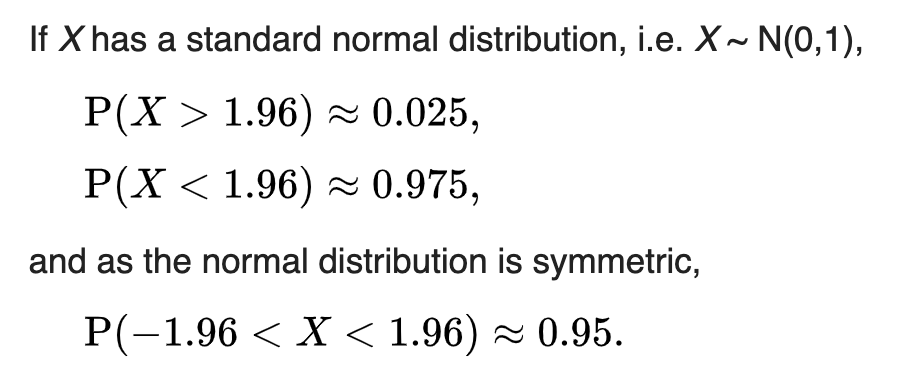 If X has a standard normal distribution, i.e. X ~ N(0,1),
P(X > 1.96) ≈ 0.025,
P(X < 1.96) ≈ 0.975,
and as the normal distribution is symmetric,
P(−1.96 < X < 1.96) ≈ 0.95.